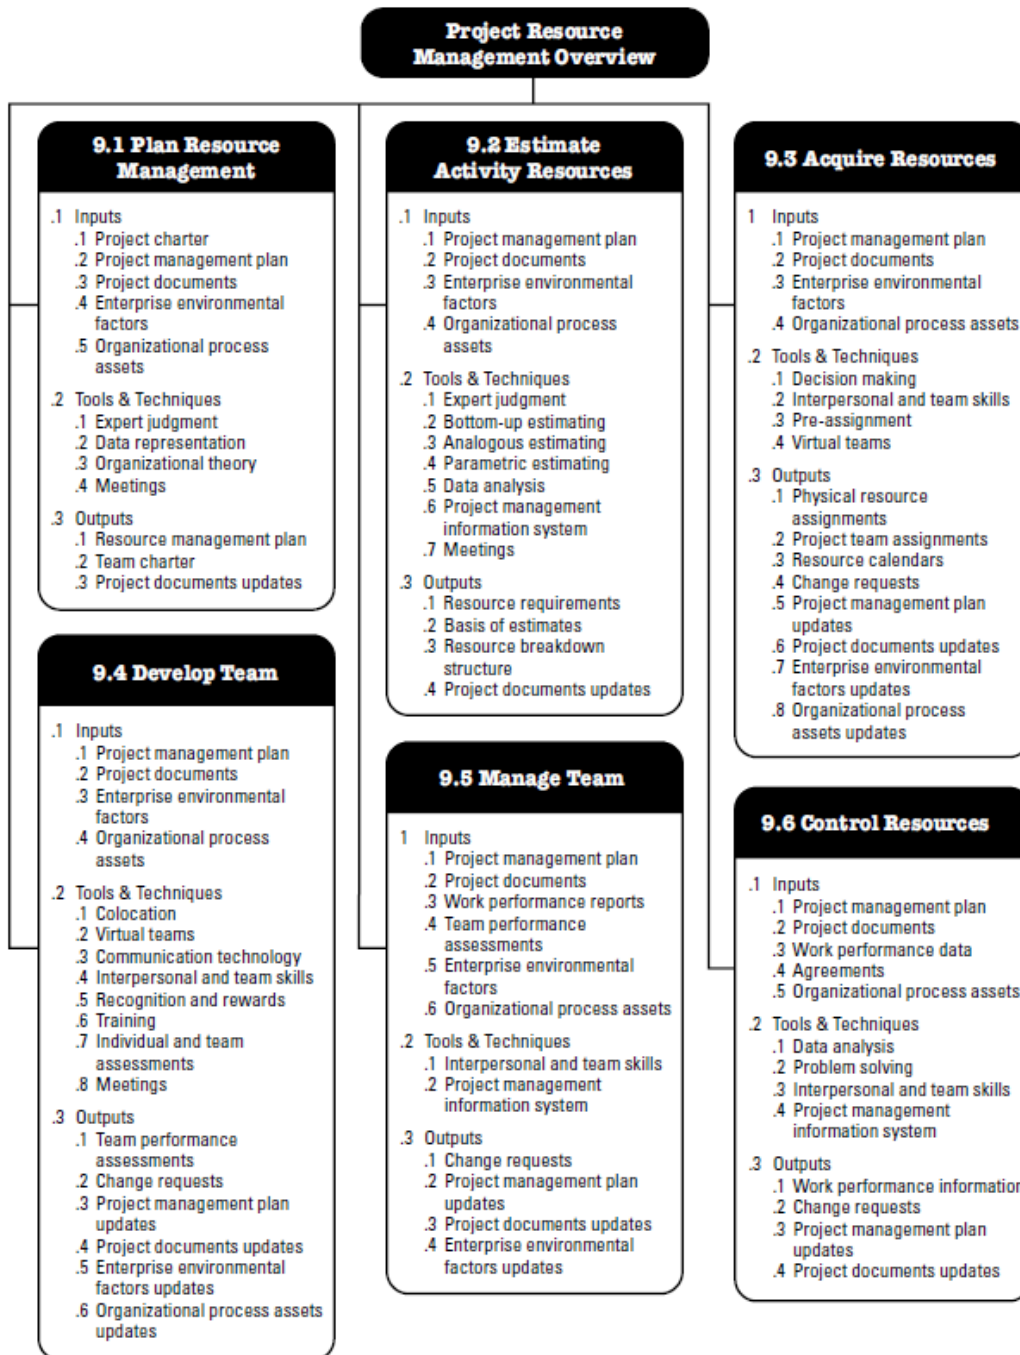 Project Resource
Management Overview
9.1 Plan Resource
Management
.1 Inputs
.1 Project charter
.2 Project management plan
.3 Project documents
.4 Enterprise environmental
factors
.5 Organizational process
assets
.2 Tools & Techniques
.1 Expert judgment
.2 Data representation
.3 Organizational theory
.4 Meetings
.3 Outputs
.1 Resource management plan
.2 Team charter
.3 Project documents updates
9.2 Estimate
Activity Resources
.1 Inputs
.1 Project management plan
.2 Project documents
.3 Enterprise environmental
factors
.4 Organizational process
assets
.2 Tools & Techniques
.1 Expert judgment
.2 Bottom-up estimating
.3 Analogous estimating
.4 Parametric estimating
.5 Data analysis
.6 Project management
information system
.7 Meetings
.3 Outputs
.1 Resource requirements
.2 Basis of estimates
.3 Resource breakdown
structure
.4 Project documents updates
9.3 Acquire Resources
1 Inputs
.1 Project management plan
.2 Project documents
.3 Enterprise environmental
factors
.4 Organizational process assets
.2 Tools & Techniques
.1 Decision making
.2 Interpersonal and team skills
.3 Pre-assignment
.4 Virtual teams
.3 Outputs
.1 Physical resource
assignments
.2 Project team assignments
.3 Resource calendars
.4 Change requests
.5 Project management plan
updates
.6 Project documents updates
.7 Enterprise environmental
factors updates
.8 Organizational process
assets updates
9.4 Develop Team
.1 Inputs
.1 Project management plan
.2 Project documents
.3 Enterprise environmental
factors
.4 Organizational process
assets
.2 Tools & Techniques
.1 Colocation
.2 Virtual teams
.3 Communication technology
.4 Interpersonal and team skills
.5 Recognition and rewards
.6 Training
.7 Individual and team
assessments
.8 Meetings
.3 Outputs
.1 Team performance
assessments
.2 Change requests
.3 Project management plan
updates
.4 Project documents updates
.5 Enterprise environmental
factors updates
.6 Organizational process assets
updates
9.5 Manage Team
1 Inputs
.1 Project management plan
.2 Project documents
.3 Work performance reports
.4 Team performance
assessments
.5 Enterprise environmental
factors
.6 Organizational process assets
.2 Tools & Techniques
.1 Interpersonal and team skills
.2 Project management
information system
.3 Outputs
.1 Change requests
.2 Project management plan
updates
.3 Project documents updates
.4 Enterprise environmental
factors updates
9.6 Control Resources
.1 Inputs
.1 Project management plan
.2 Project documents
.3 Work performance data
.4 Agreements
.5 Organizational process assets
.2 Tools & Techniques
.1 Data analysis
.2 Problem solving
.3 Interpersonal and team skills
.4 Project management
information system
.3 Outputs
.1 Work performance information
.2 Change requests
.3 Project management plan
updates
.4 Project documents updates